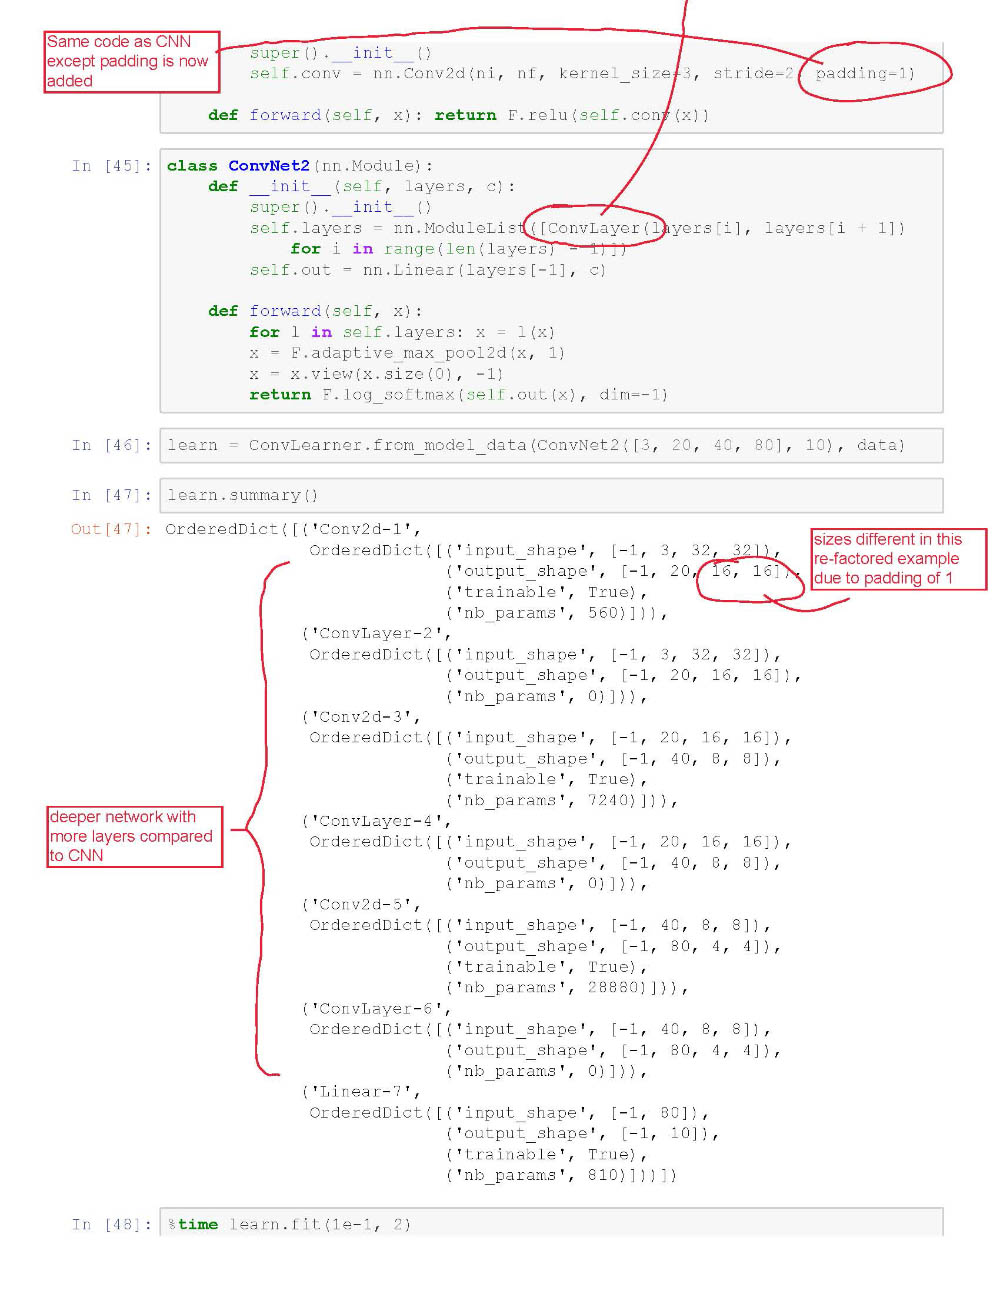 Same code as CNN
except padding is now
added
        super().__init__()
        self.conv = nn.Conv2d(ni, nf, kernel_size=3, stride=2, padding=1)
    def forward(self, x): return F.relu(self.conv(x))
In [45]: class ConvNet2(nn.Module):
    def __init__(self, layers, c):
        super().__init__()
        self.layers = nn.ModuleList([ConvLayer(layers[i], layers[i + 1])
            for i in range(len(layers) - 1)])
        self.out = nn.Linear(layers[-1], c)
    def forward(self, x):
        for l in self.layers: x = l(x)
        x = F.adaptive_max_pool2d(x, 1)
        x = x.view(x.size(0), -1)
        return F.log_softmax(self.out(x), dim=-1)
In [46]: learn = ConvLearner.from_model_data(ConvNet2([3, 20, 40, 80], 10), data)
In [47]: learn.summary()
Out[47]: OrderedDict([('Conv2d-1',
OrderedDict([('input_shape', [-1, 3, 32, 32]),
('output_shape', [-1, 20, 16, 16]),
('trainable', True),
('nb_params', 560)])),
sizes different in this
re-factored example
due to padding of 1
('ConvLayer-2',
OrderedDict([('input_shape', [-1, 3, 32, 32]),
('output_shape', [-1, 20, 16, 16]),
('nb_params', 0)])),
('Conv2d-3',
OrderedDict([('input_shape', [-1, 20, 16, 16]),
('output_shape', [-1, 40, 8, 8]),
('trainable', True),
('nb_params', 7240)])),
deeper network with
more layers compared
to CNN
('ConvLayer-4',
OrderedDict([('input_shape', [-1, 20, 16, 16]),
('output_shape', [-1, 40, 8, 8]),
('nb_params', 0)])),
('Conv2d-5',
OrderedDict([('input_shape', [-1, 40, 8, 8]),
('output_shape', [-1, 80, 4, 4]),
('trainable', True),
('nb_params', 28880)])),
('ConvLayer-6',
OrderedDict([('input_shape', [-1, 40, 8, 8]),
('output_shape', [-1, 80, 4, 4]),
('nb_params', 0)])),
('Linear-7',
OrderedDict([('input_shape', [-1, 80]),
('output_shape', [-1, 10]),
('trainable', True),
('nb_params', 810)]))])
In [48]: %time learn.fit(1e-1, 2)